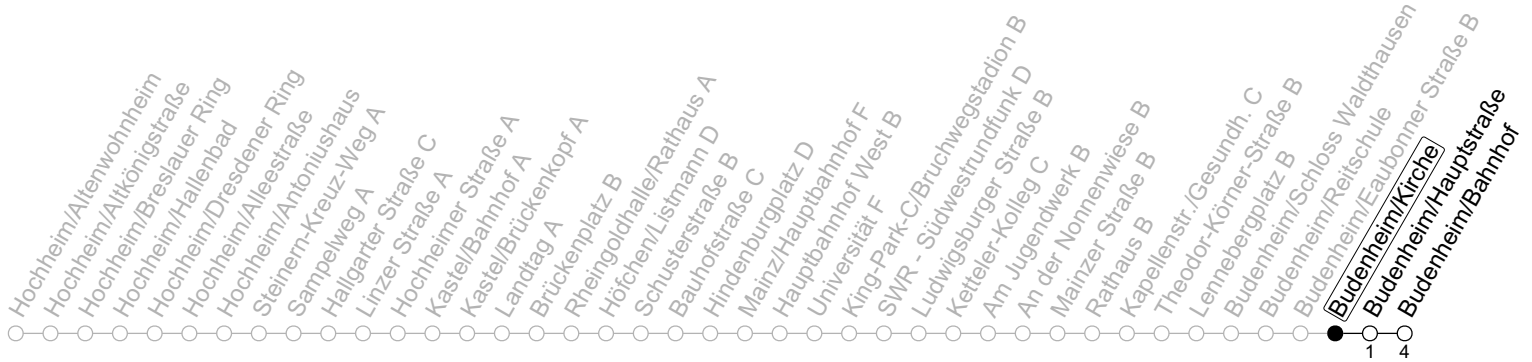 Hochheim/Altenwohnheim
Hochheim/Altkönigstraße
Hochheim/Breslauer Ring
Hochheim/Hallenbad
Hochheim/Dresdener Ring
Hochheim/Alleestraße
Hochheim/Antoniushaus
Steinern-Kreuz-Weg A
Sampelweg A
Hallgarter Straße C
Linzer Straße A
Hochheimer Straße A
Kastel/Bahnhof A
Kastel/Brückenkopf A
Landtag A
Brückenplatz B
Rheingoldhalle/Rathaus A
Höfchen/Listmann D
Schusterstraße B
Bauhofstraße C
Hindenburgplatz D
Mainz/Hauptbahnhof F
Hauptbahnhof West B
Universität F
King-Park-C/Bruchwegstadion B
SWR - Südwestrundfunk D
Ludwigsburger Straße B
Ketteler-Kolleg C
Am Jugendwerk B
An der Nonnenwiese B
Mainzer Straße B
Rathaus B
Kapellenstr./Gesundh. C
Theodor-Körner-Straße B
Lennebergplatz B
Budenheim/Schloss Waldthausen
Budenheim/Reitschule
Budenheim/Eaubonner Straße B
Budenheim/Kirche
Budenheim/Hauptstraße
Budenheim/Bahnhof
1 4